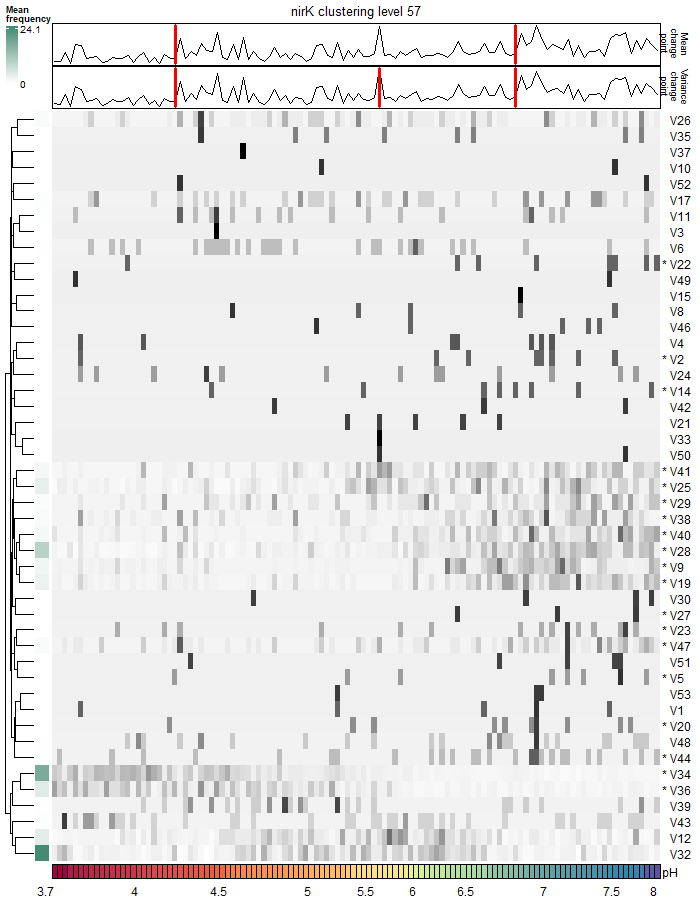 nirK clustering level 57
Mean
frequency
24.1
0
Mean
change
point
Variance
change
point
V26
V35
V37
V10
V52
V17
V11
V3
V6
* V22
V49
V15
V8
V46
V4
* V2
V24
* V14
V42
V21
V33
V50
* V41
* V25
* V29
* V38
* V40
* V28
* V9
* V19
V30
* V27
* V23
* V47
V51
* V5
V53
V1
* V20
V48
* V44
* V34
* V36
V39
V43
V12
V32
pH
3.7 4 4.5 5 5.5 6 6.5 7 7.5 8